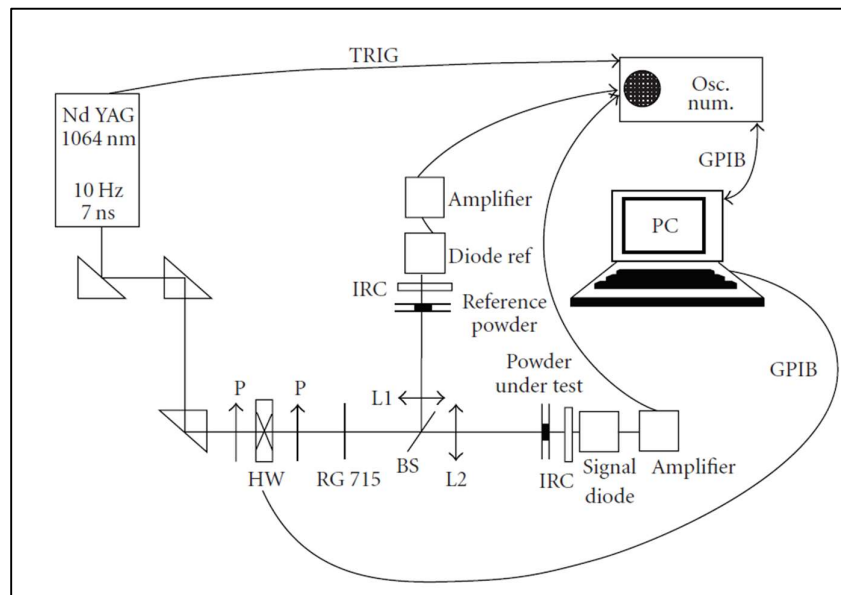 TRIG
Nd YAG
1064 nm
10 Hz
7 ns
Osc.
num.
GPIB
PC
Amplifier
Diode ref
IRC
Reference
powder
Powder
under test
GPIB
L1
P
P
HW
RG 715
BS
L2
IRC
Signal
diode
Amplifier